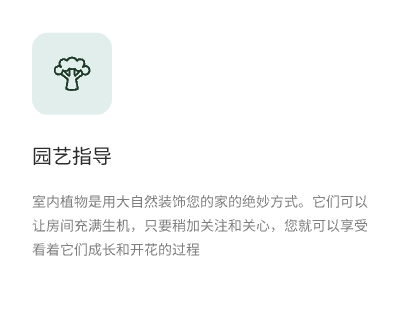 园艺指导
室内植物是用大自然装饰您的家的绝妙方式。它们可以
让房间充满生机，只要稍加关注和关心，您就可以享受
看着它们成长和开花的过程